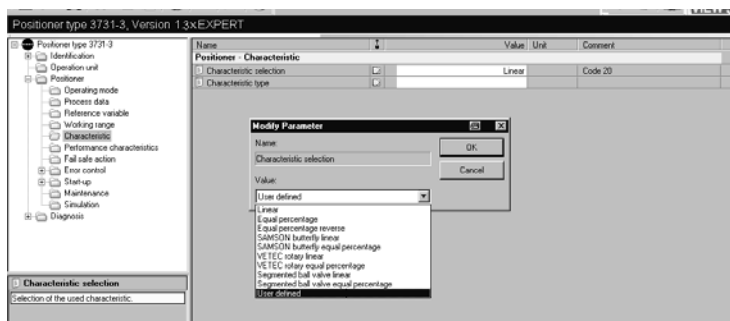 Positioner type 3731-3, Version 1.3xEXPERT
Positioner type 3731-3
Identification
Operation unit
Positioner
Operating mode
Process data
Reference variable
Working range
Characteristic
Performance characteristics
Fail safe action
Error control
Start-up
Maintenance
Simulation
Diagnosis
Name Value Unit Comment
Positioner - Characteristic
Characteristic selection Linear Code 20
Characteristic type
Modify Parameter
Name:
Characteristic selection
Value:
User defined
OK
Cancel
Linear
Equal percentage
Equal percentage reverse
SAMSON butterfly linear
SAMSON butterfly equal percentage
VETEC rotary linear
VETEC rotary equal percentage
Segmented ball valve linear
Segmented ball valve equal percentage
User defined
Characteristic selection
Selection of the used characteristic.